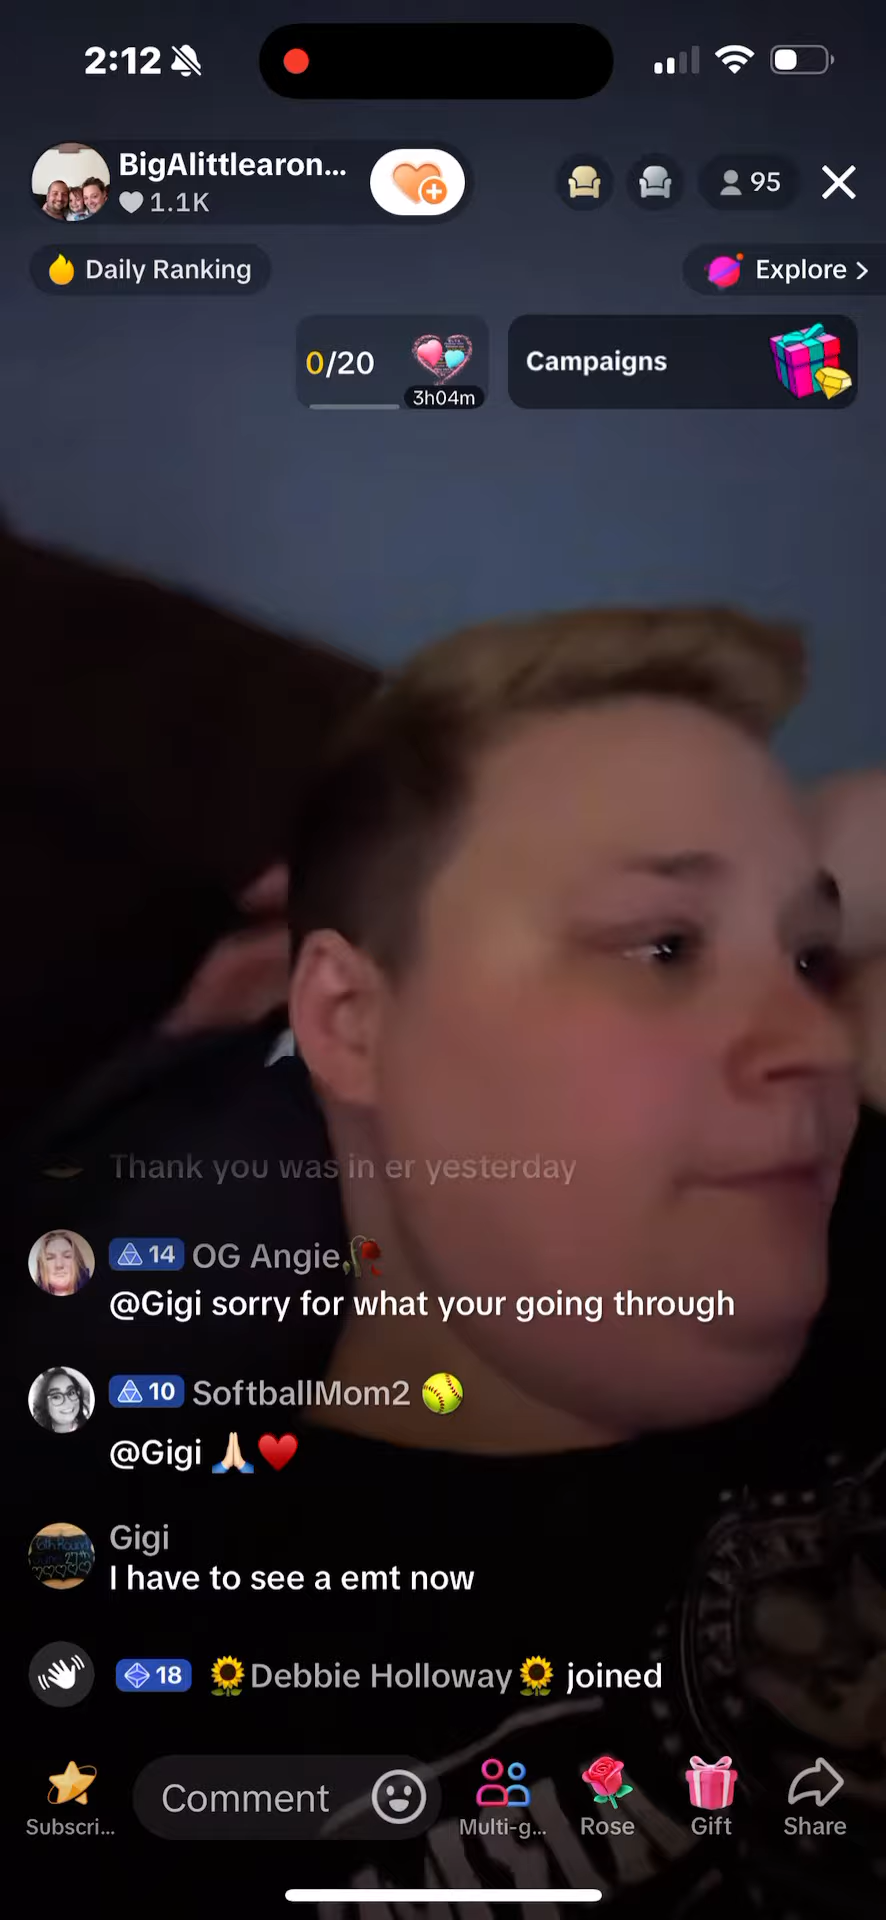 2:12
BigAlittlearon...
1.1K
95
Daily Ranking
Explore >
0/20
3h04m
Campaigns
Thank you was in er yesterday
14 OG Angie🥀
@Gigi sorry for what your going through
10 SoftballMom2 🥎
@Gigi 🙏🏻❤️
Gigi
I have to see a emt now
18 🌻Debbie Holloway🌻 joined
Subscri...
Comment
Multi-g...
Rose
Gift
Share